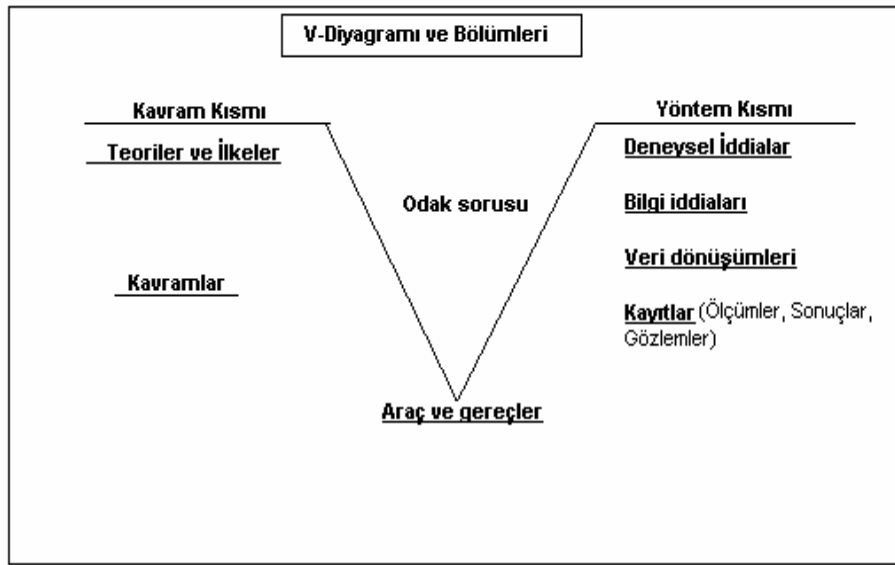 V-Diyagramı ve Bölümleri
Kavram Kısmı
Teoriler ve İlkeler
Kavramlar
Odak sorusu
Araç ve gereçler
Yöntem Kısmı
Deneysel İddialar
Bilgi iddiaları
Veri dönüşümleri
Kayıtlar (Ölçümler, Sonuçlar,
Gözlemler)